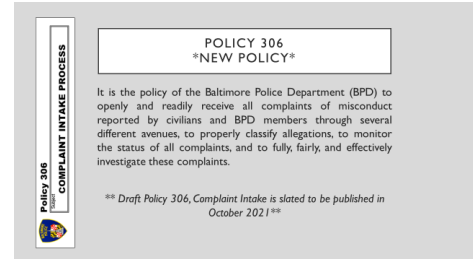 Policy 306
Subject
COMPLAINT INTAKE PROCESS
POLICY 306
*NEW POLICY*
It is the policy of the Baltimore Police Department (BPD) to
openly and readily receive all complaints of misconduct
reported by civilians and BPD members through several
different avenues, to properly classify allegations, to monitor
the status of all complaints, and to fully, fairly, and effectively
investigate these complaints.
** Draft Policy 306, Complaint Intake is slated to be published in
October 2021**